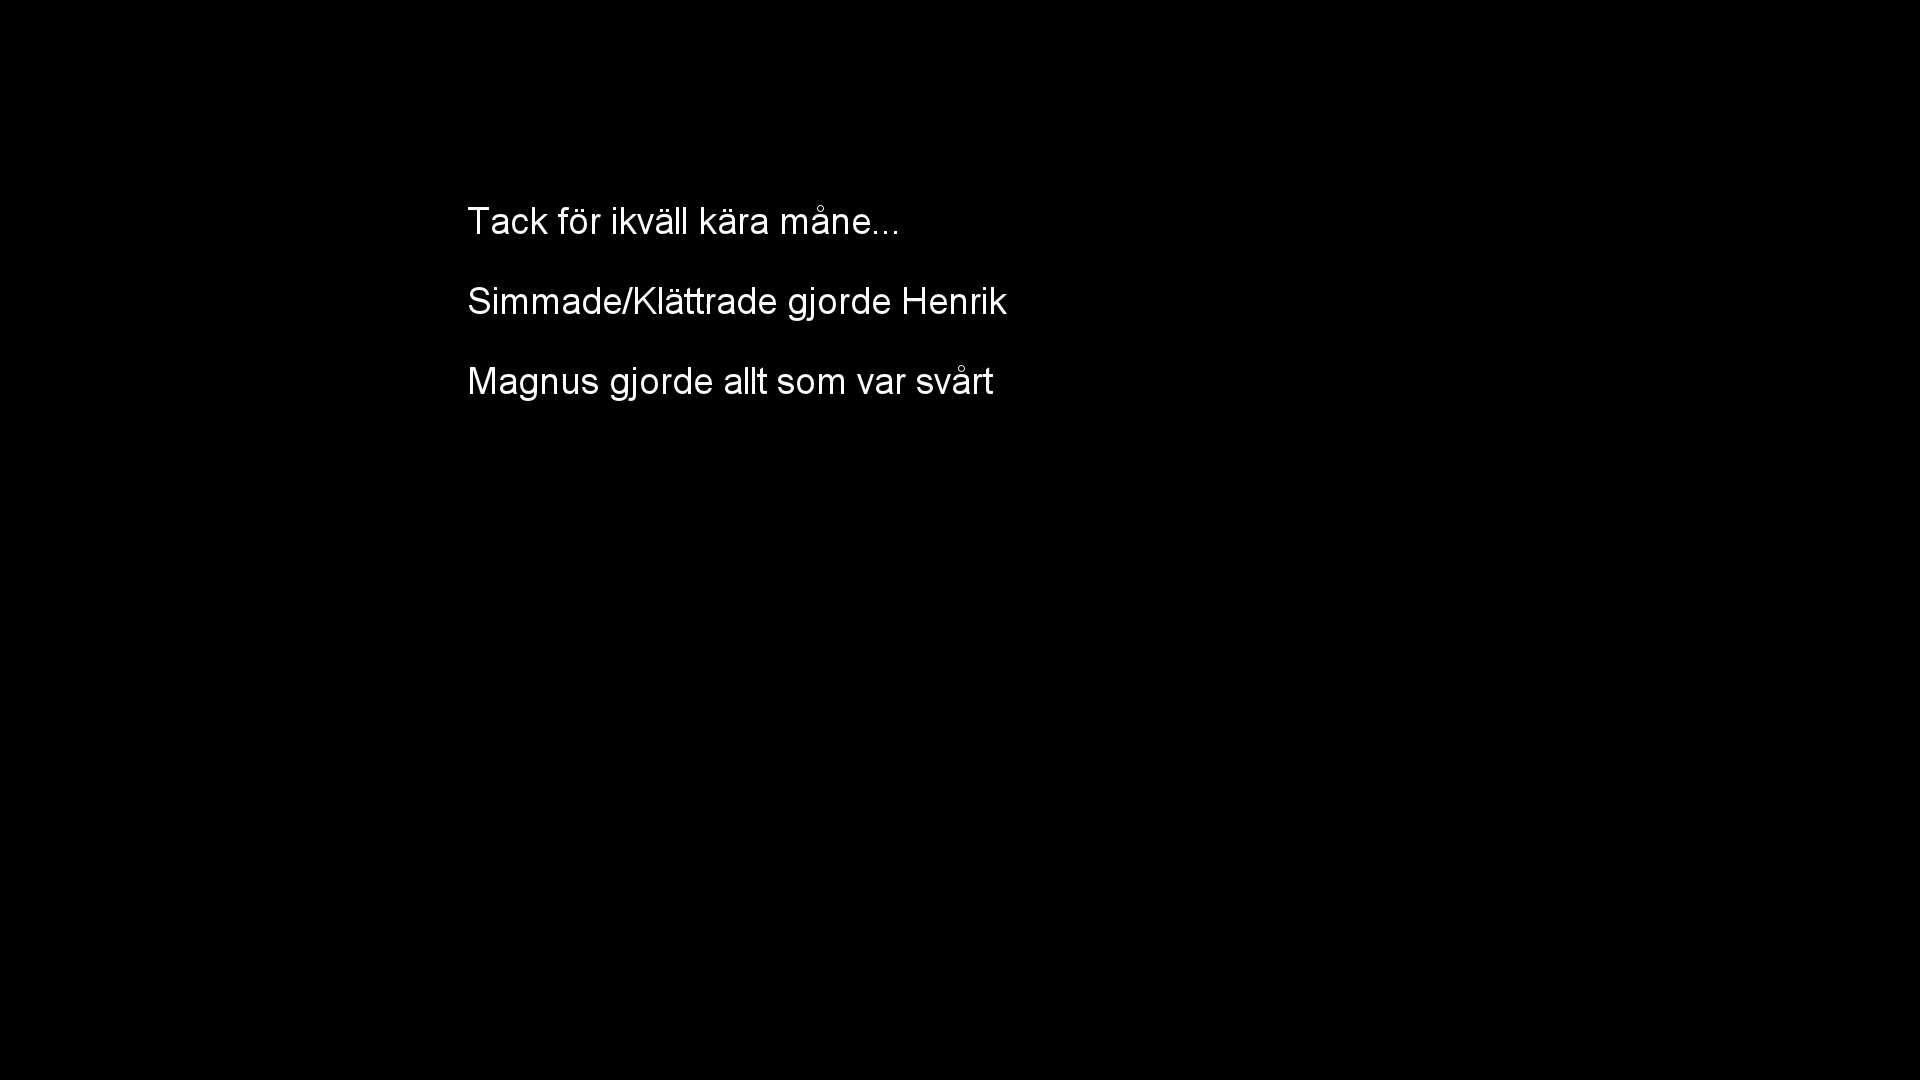 Tack för ikväll kära måne...
Simmade/Klättrade gjorde Henrik
Magnus gjorde allt som var svårt